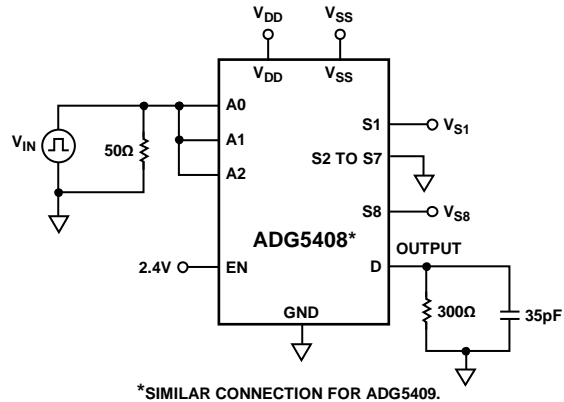 VDD VSS
VDD VSS
A0
A1
A2
VIN
50Ω
S1 VS1
S2 TO S7
S8 VS8
ADG5408*
OUTPUT
2.4V EN
D
GND
300Ω 35pF
*SIMILAR CONNECTION FOR ADG5409.